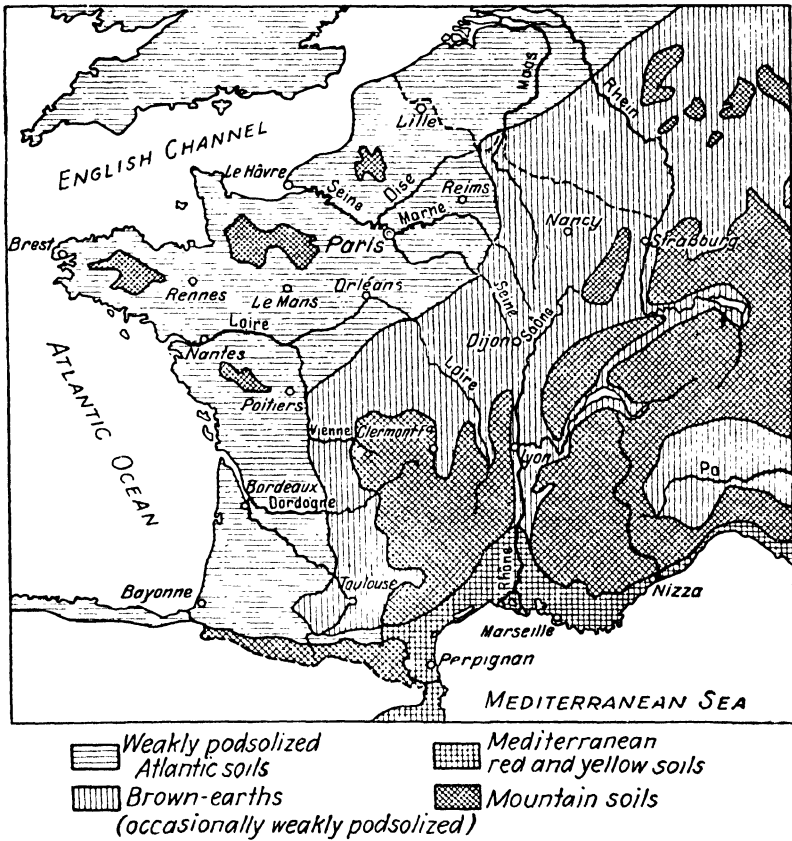 Maas
Rhein
Lille
ENGLISH CHANNEL
Le Hâvre
Seine
Oise
Reims
Marne
Nancy
Paris
Straßburg
Brest
Rennes
Le Mans
Orléans
Seine
Saône
Loire
Nantes
Dijon
Loire
ATLANTIC OCEAN
Poitiers
Vienne
Clermont
Lyon
Po
Bordeaux
Dordogne
Toulouse
Rhône
Bayonne
Nizza
Marseille
Perpignan
MEDITERRANEAN SEA
Weakly podsolized
Atlantic soils
Mediterranean
red and yellow soils
Brown-earths
(occasionally weakly podsolized)
Mountain soils